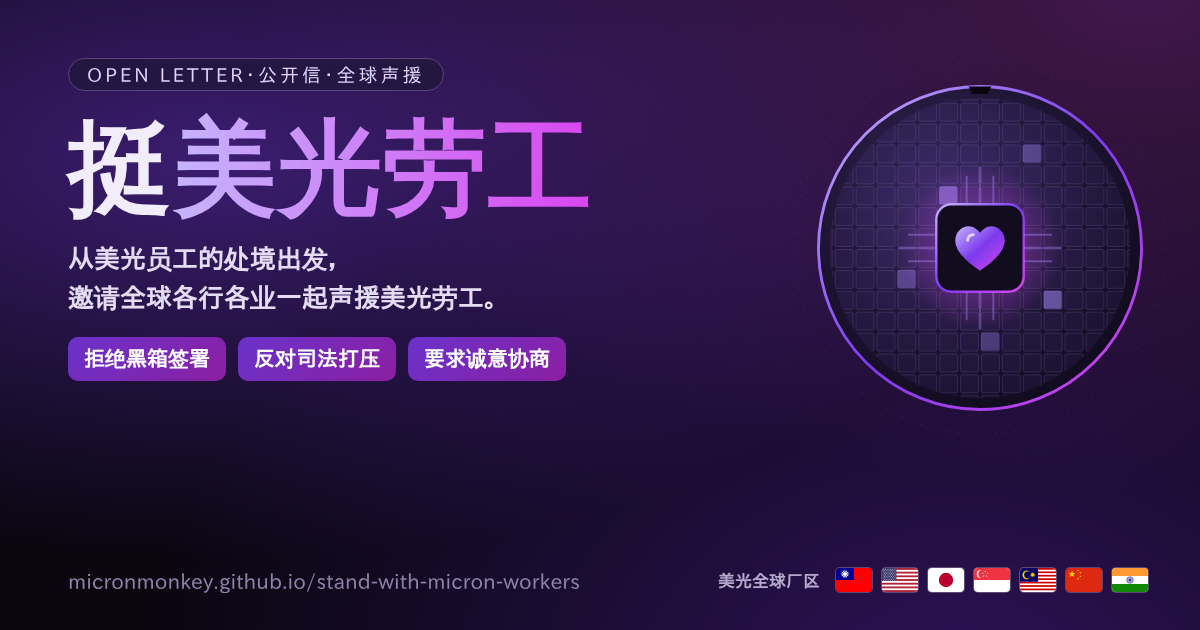 OPEN LETTER·公开信·全球声援
挺美光劳工
从美光员工的处境出发，
邀请全球各行各业一起声援美光劳工。
拒绝黑箱签署 反对司法打压 要求诚意协商
micronmonkey.github.io/stand-with-micron-workers
美光全球厂区